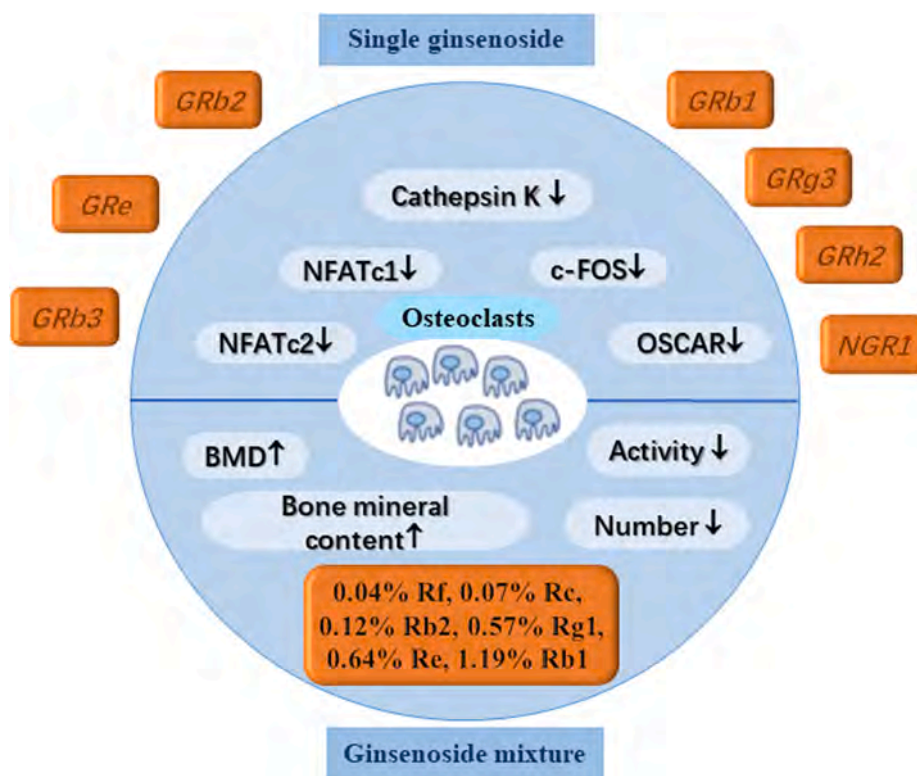 Single ginsenoside
GRb2
GRb1
GRe
GRg3
GRb3
GRh2
NGR1
Cathepsin K ↓
NFATc1↓
c-FOS↓
Osteoclasts
NFATc2↓
OSCAR↓
BMD↑
Activity ↓
Bone mineral
content↑
Number ↓
0.04% Rf, 0.07% Rc,
0.12% Rb2, 0.57% Rg1,
0.64% Re, 1.19% Rb1
Ginsenoside mixture